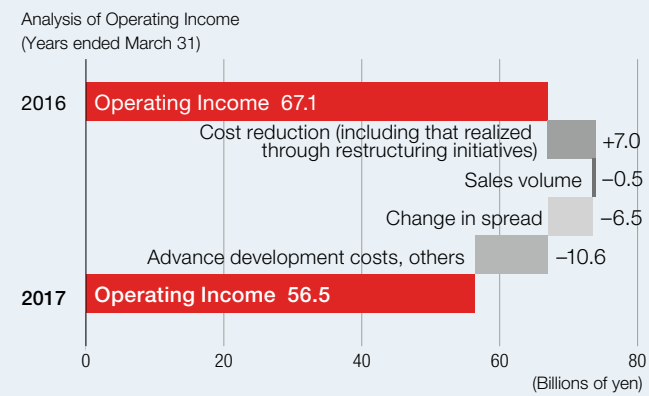 Analysis of Operating Income
(Years ended March 31)
2016 Operating Income 67.1
Cost reduction (including that realized
through restructuring initiatives) +7.0
Sales volume –0.5
Change in spread –6.5
Advance development costs, others –10.6
2017 Operating Income 56.5
0 20 40 60 80
(Billions of yen)